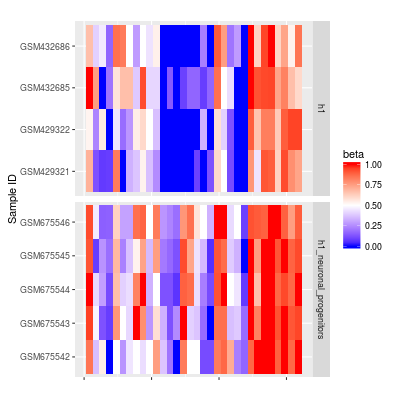 GSM432686
GSM432685
GSM429322
GSM429321
h1
Sample ID
GSM675546
GSM675545
GSM675544
GSM675543
GSM675542
h1_neuronal_progenitors
beta
1.00
0.75
0.50
0.25
0.00